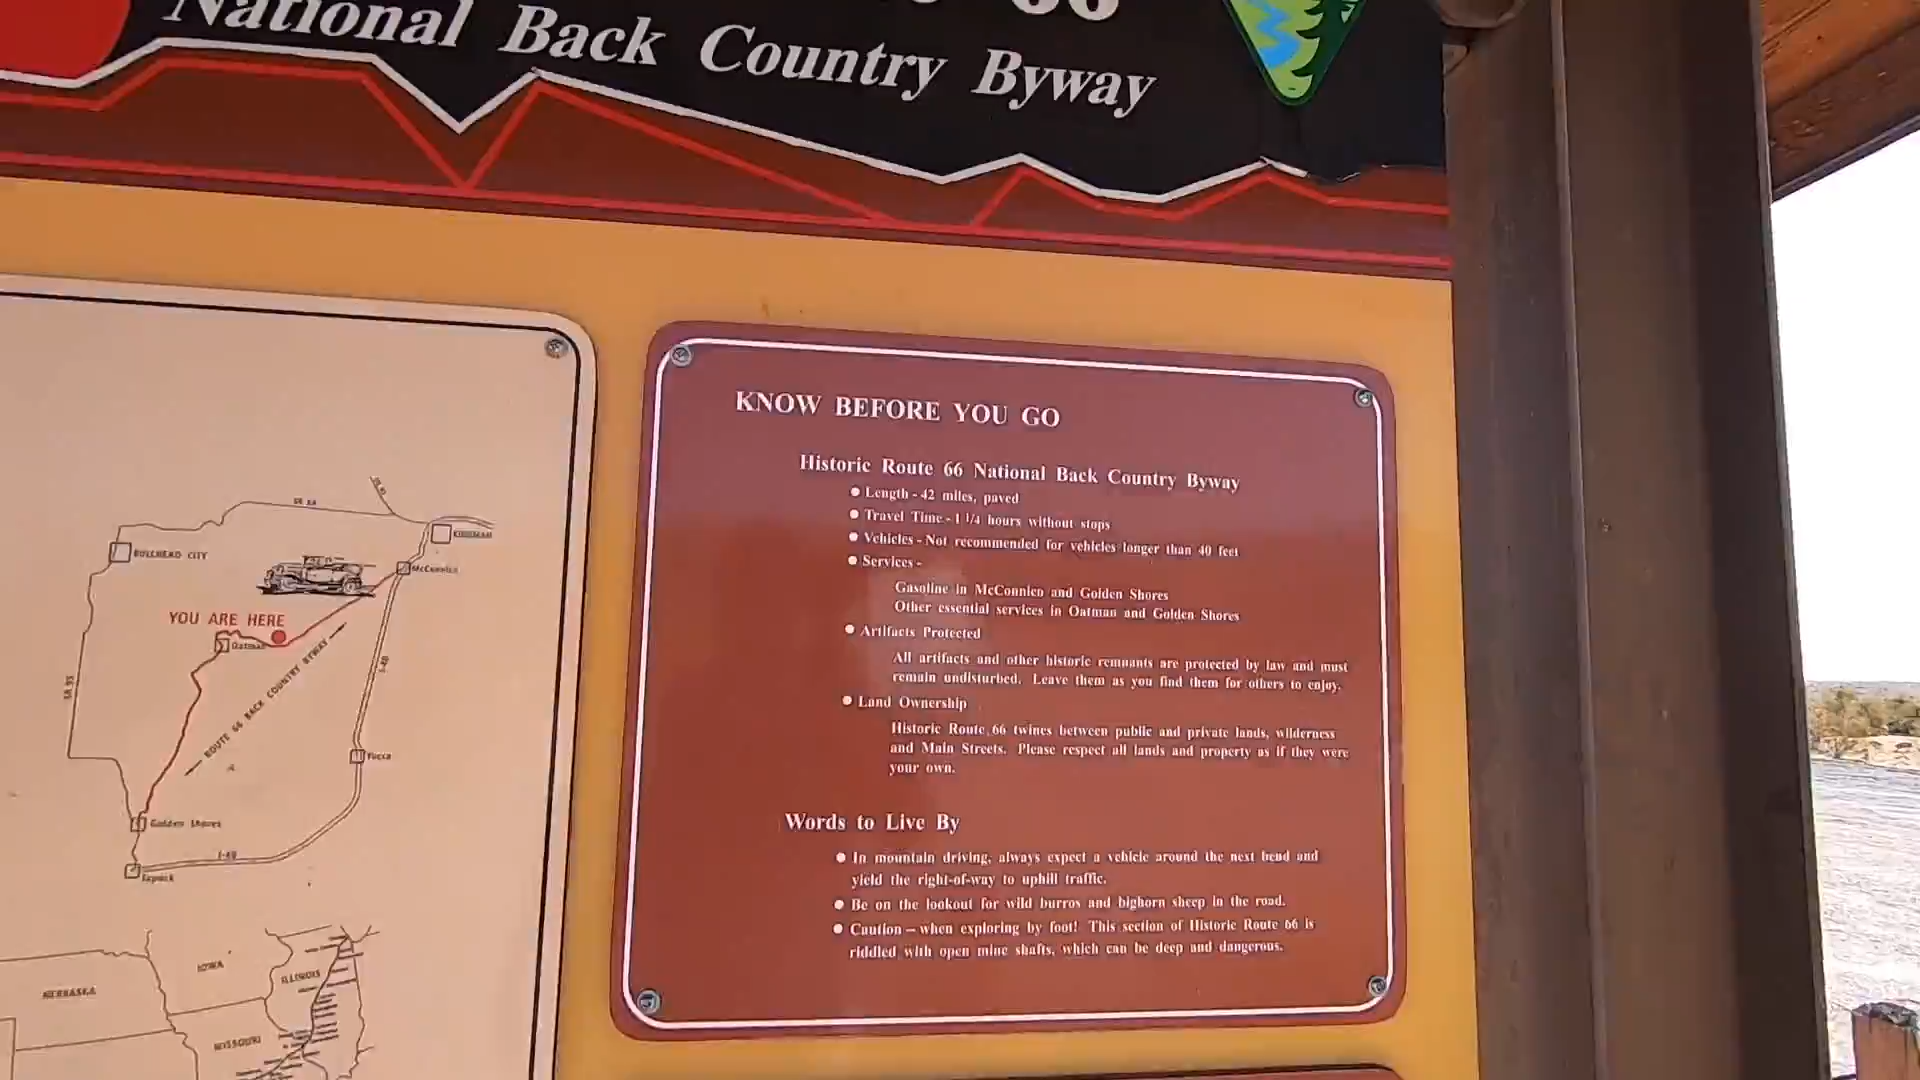 National Back Country Byway
KNOW BEFORE YOU GO
Historic Route 66 National Back Country Byway
● Length - 42 miles, paved
● Travel Time - 1 1/4 hours without stops
● Vehicles - Not recommended for vehicles longer than 40 feet
● Services -
Gasoline in McConnico and Golden Shores
Other essential services in Oatman and Golden Shores
● Artifacts Protected
All artifacts and other historic remnants are protected by law and must
remain undisturbed. Leave them as you find them for others to enjoy.
● Land Ownership
Historic Route 66 twines between public and private lands, wilderness
and Main Streets. Please respect all lands and property as if they were
your own.
Words to Live By
● In mountain driving, always expect a vehicle around the next bend and
yield the right-of-way to uphill traffic.
● Be on the lookout for wild burros and bighorn sheep in the road.
● Caution – when exploring by foot! This section of Historic Route 66 is
riddled with open mine shafts, which can be deep and dangerous.
KINGMAN
BULLHEAD CITY
McConnico
YOU ARE HERE
Oatman
ROUTE 66 BACK COUNTRY BYWAY
I-40
SR 95
Yucca
Golden Shores
I-40
Topock
IOWA
ILLINOIS
NEBRASKA
MISSOURI